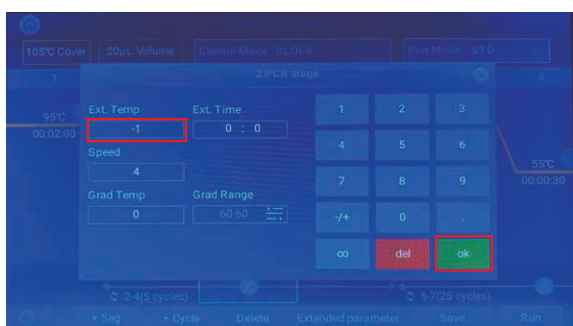 105℃ Cover 20μL Volume Control Mode : BLOCK Run Mode : STD
1 2.PCR stage 6
Ext. Temp Ext. Time 1 2 3
95℃ -1 0 : 0
00:02:00 Speed 4 5 6
4 55℃
Grad Temp Grad Range 7 8 9 00:00:30
0 60-60 -/+ 0 .
∞ del ok
2-4(5 cycles) 5-7(25 cycles)
+ Seg + Cycle Delete Extended parameter Save Run